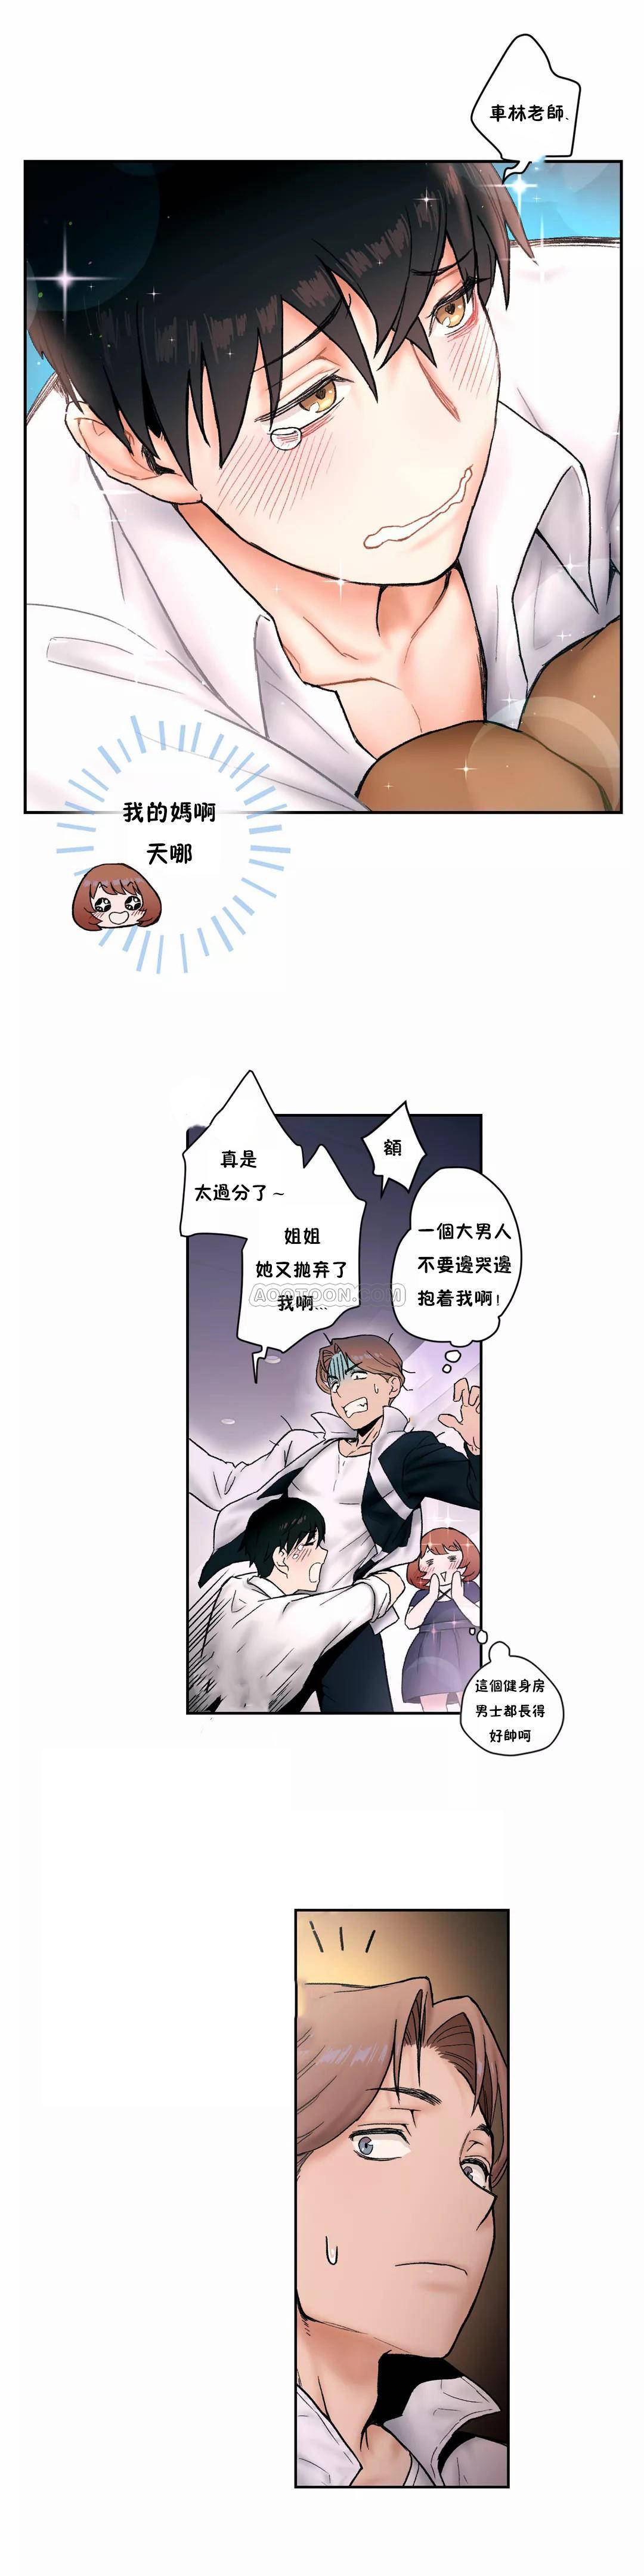 車林老師.
我的媽啊
天哪
真是
太過分了~
姐姐
她又拋弃了
我啊...
額
一個大男人
不要邊哭邊
抱着我啊!
AOOTOON.COM
這個健身房
男士都長得
好帥呵